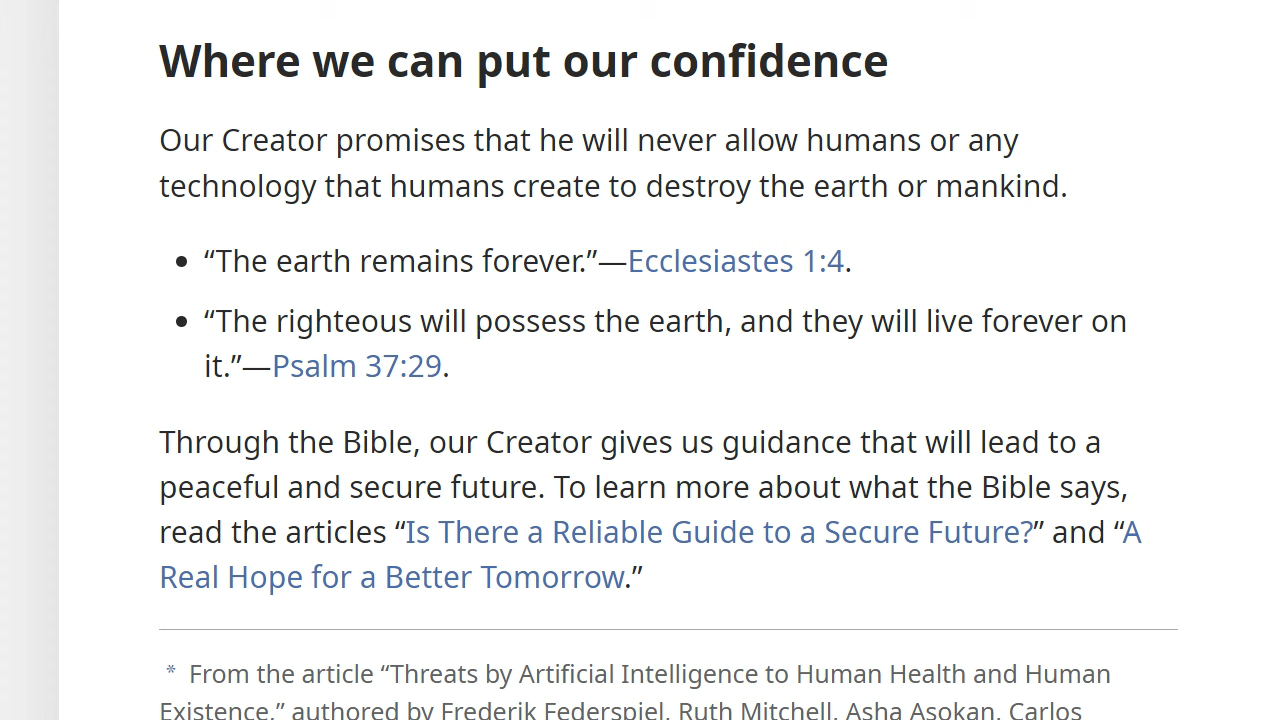 Where we can put our confidence
Our Creator promises that he will never allow humans or any
technology that humans create to destroy the earth or mankind.
• “The earth remains forever.”—Ecclesiastes 1:4.
• “The righteous will possess the earth, and they will live forever on
it.”—Psalm 37:29.
Through the Bible, our Creator gives us guidance that will lead to a
peaceful and secure future. To learn more about what the Bible says,
read the articles “Is There a Reliable Guide to a Secure Future?” and “A
Real Hope for a Better Tomorrow.”
* From the article “Threats by Artificial Intelligence to Human Health and Human
Existence,” authored by Frederik Federspiel, Ruth Mitchell, Asha Asokan, Carlos